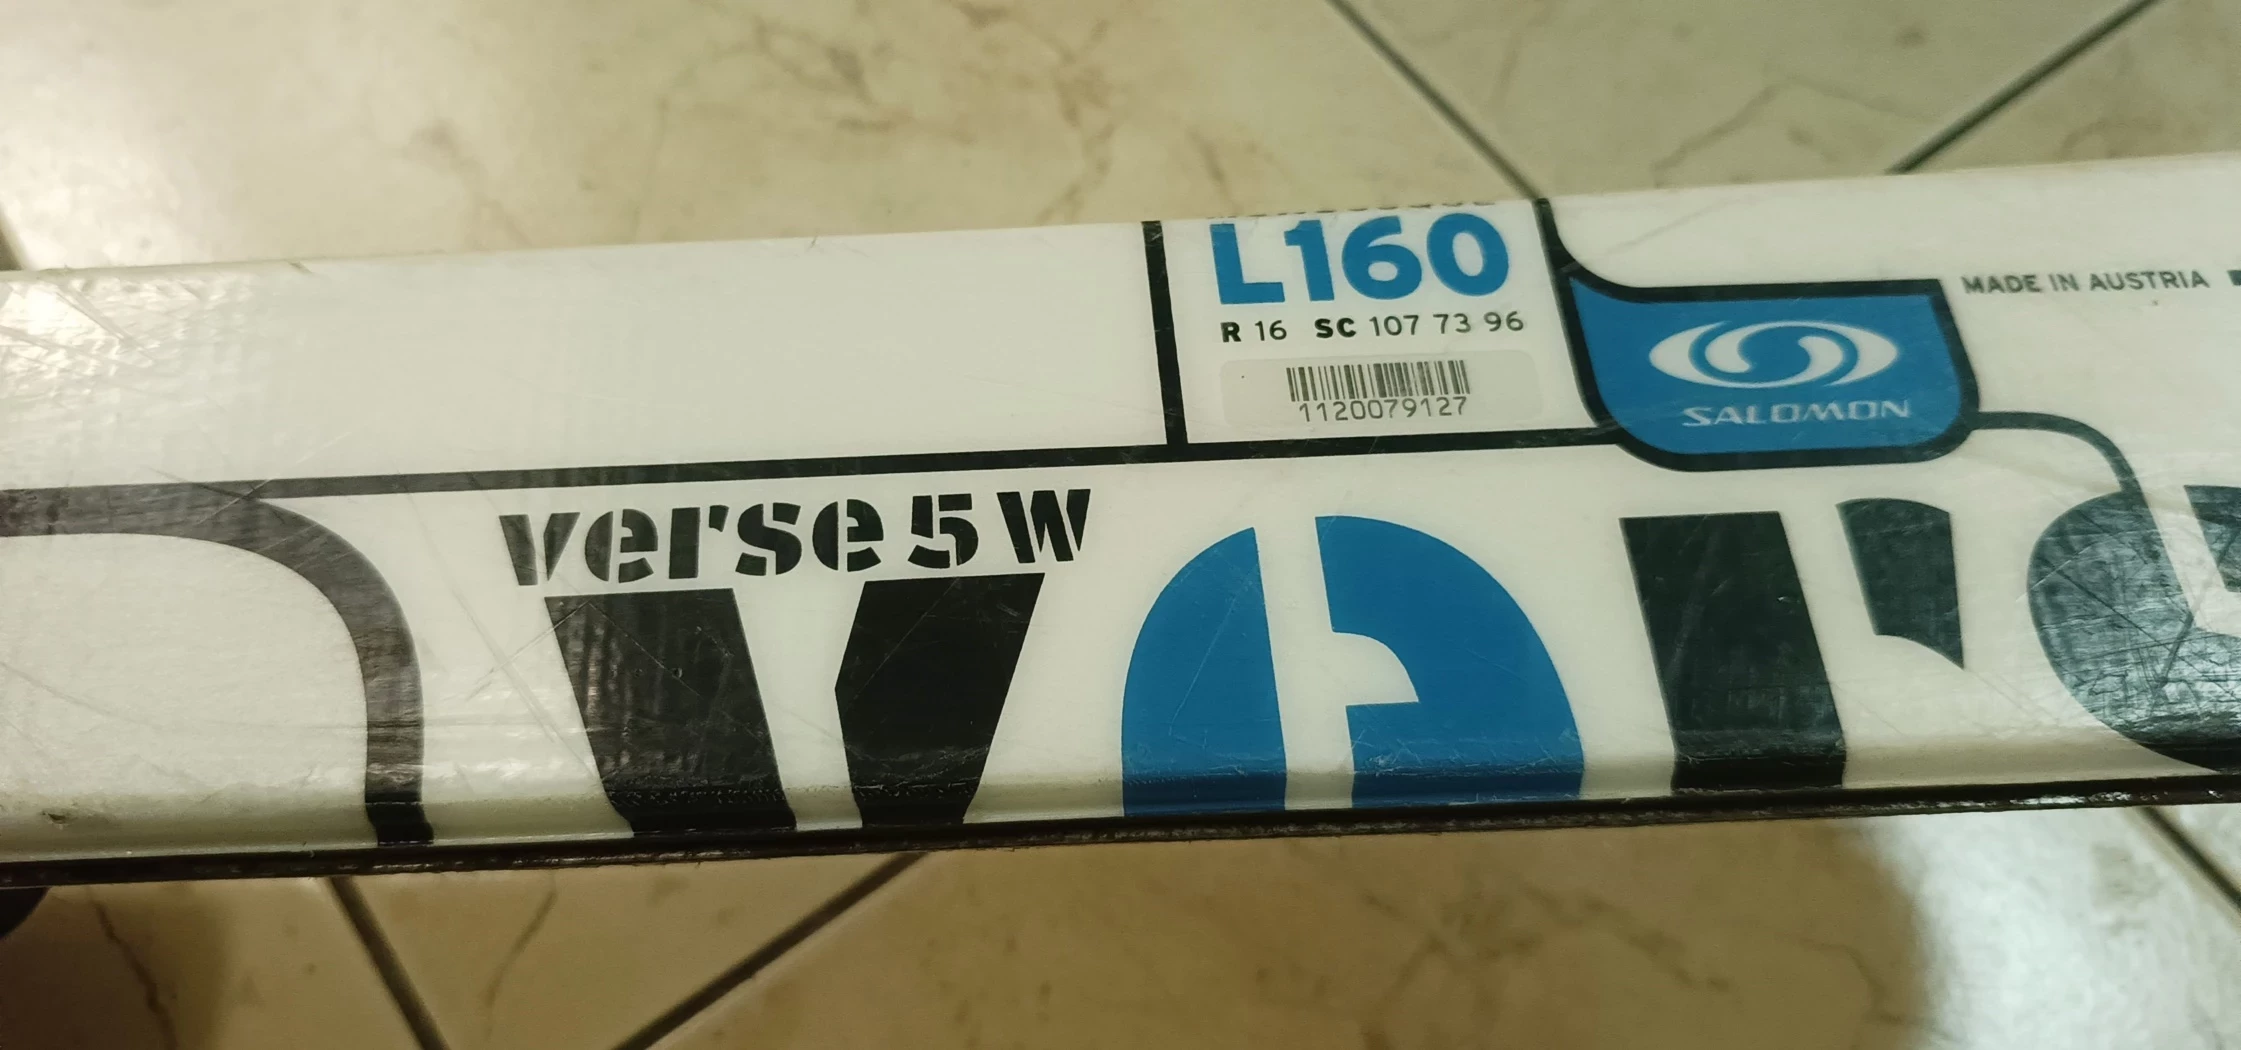 L160
R 16 SC 107 73 96
1120079127
SALOMON
MADE IN AUSTRIA
verse 5 W